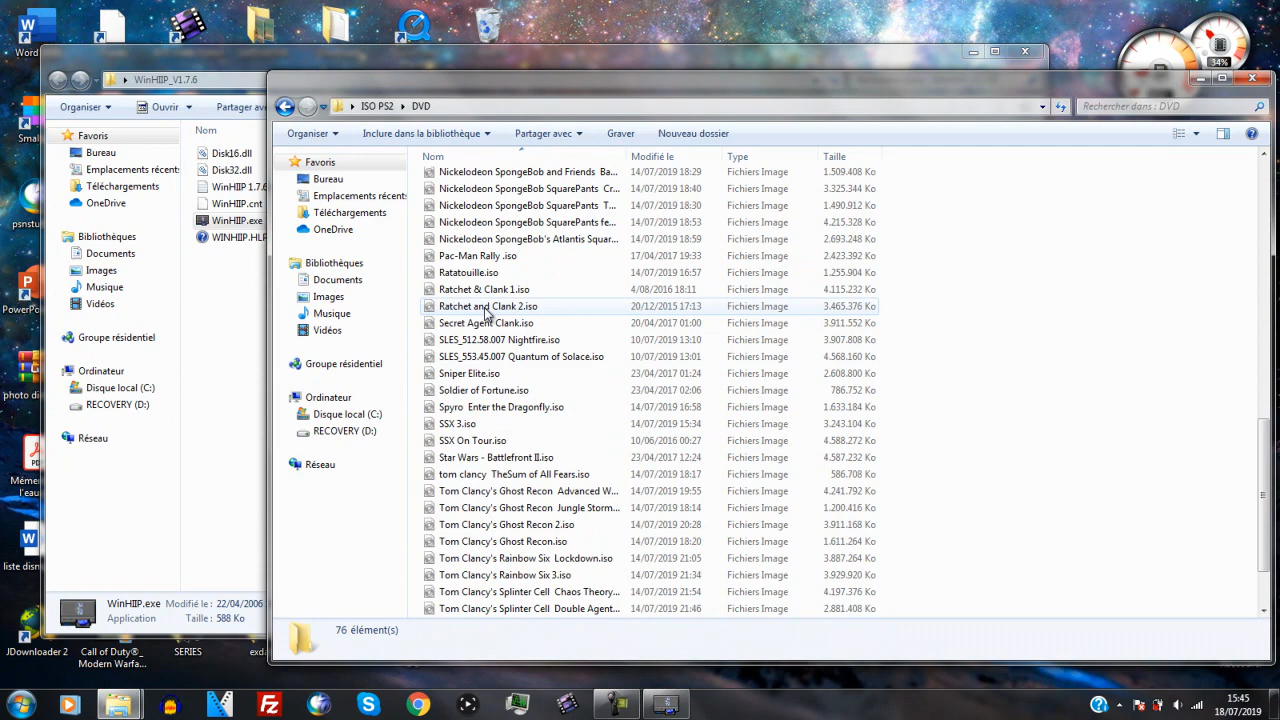 Word
34%
WinHIIP_V1.7.6
Organiser
Ouvrir
Partager ave
Favoris
Bureau
Emplacements récent
Téléchargements
OneDrive
Bibliothèques
Documents
Images
Musique
Vidéos
Groupe résidentiel
Ordinateur
Disque local (C:)
RECOVERY (D:)
Réseau
Nom
Disk16.dll
Disk32.dll
WinHIIP 1.7.6
WinHIIP.cnt
WinHIIP.exe
WINHIIP.HLP
WinHIIP.exe Modifié le : 22/04/2006
Application Taille : 588 Ko
ISO PS2 DVD
Rechercher dans : DVD
Organiser Inclure dans la bibliothèque Partager avec Graver Nouveau dossier
Favoris
Bureau
Emplacements récents
Téléchargements
OneDrive
Bibliothèques
Documents
Images
Musique
Vidéos
Groupe résidentiel
Ordinateur
Disque local (C:)
RECOVERY (D:)
Réseau
Nom Modifié le Type Taille
Nickelodeon SpongeBob and Friends Ba... 14/07/2019 18:29 Fichiers Image 1.509.408 Ko
Nickelodeon SpongeBob SquarePants Cr... 14/07/2019 18:40 Fichiers Image 3.325.344 Ko
Nickelodeon SpongeBob SquarePants T... 14/07/2019 18:30 Fichiers Image 1.490.912 Ko
Nickelodeon SpongeBob SquarePants fe... 14/07/2019 18:53 Fichiers Image 4.215.328 Ko
Nickelodeon SpongeBob's Atlantis Squar... 14/07/2019 18:59 Fichiers Image 2.693.248 Ko
Pac-Man Rally .iso 17/04/2017 19:33 Fichiers Image 2.423.392 Ko
Ratatouille.iso 14/07/2019 16:57 Fichiers Image 1.255.904 Ko
Ratchet & Clank 1.iso 4/08/2016 18:11 Fichiers Image 4.115.232 Ko
Ratchet and Clank 2.iso 20/12/2015 17:13 Fichiers Image 3.465.376 Ko
Secret Agent Clank.iso 20/04/2017 01:00 Fichiers Image 3.911.552 Ko
SLES_512.58.007 Nightfire.iso 10/07/2019 13:10 Fichiers Image 3.907.808 Ko
SLES_553.45.007 Quantum of Solace.iso 10/07/2019 13:01 Fichiers Image 4.568.160 Ko
Sniper Elite.iso 23/04/2017 01:24 Fichiers Image 2.608.800 Ko
Soldier of Fortune.iso 23/04/2017 02:06 Fichiers Image 786.752 Ko
Spyro Enter the Dragonfly.iso 14/07/2019 16:58 Fichiers Image 1.633.184 Ko
SSX 3.iso 14/07/2019 15:34 Fichiers Image 3.243.104 Ko
SSX On Tour.iso 10/06/2016 00:27 Fichiers Image 4.588.272 Ko
Star Wars - Battlefront II.iso 23/04/2017 12:24 Fichiers Image 4.587.232 Ko
tom clancy TheSum of All Fears.iso 14/07/2019 18:17 Fichiers Image 586.708 Ko
Tom Clancy's Ghost Recon Advanced W... 14/07/2019 19:55 Fichiers Image 4.241.792 Ko
Tom Clancy's Ghost Recon Jungle Storm... 14/07/2019 18:14 Fichiers Image 1.200.416 Ko
Tom Clancy's Ghost Recon 2.iso 14/07/2019 20:28 Fichiers Image 3.911.168 Ko
Tom Clancy's Ghost Recon.iso 14/07/2019 18:20 Fichiers Image 1.611.264 Ko
Tom Clancy's Rainbow Six Lockdown.iso 14/07/2019 21:05 Fichiers Image 3.887.264 Ko
Tom Clancy's Rainbow Six 3.iso 14/07/2019 21:34 Fichiers Image 3.929.920 Ko
Tom Clancy's Splinter Cell Chaos Theory... 14/07/2019 21:54 Fichiers Image 4.197.376 Ko
Tom Clancy's Splinter Cell Double Agent... 14/07/2019 21:46 Fichiers Image 2.881.408 Ko
76 élément(s)
Smal
psnstu
PowerPo
photo di
Mém
l'eau
liste disn
JDownloader 2
Call of Duty®_
Modern Warfa...
SERIES
exda
15:45
18/07/2019